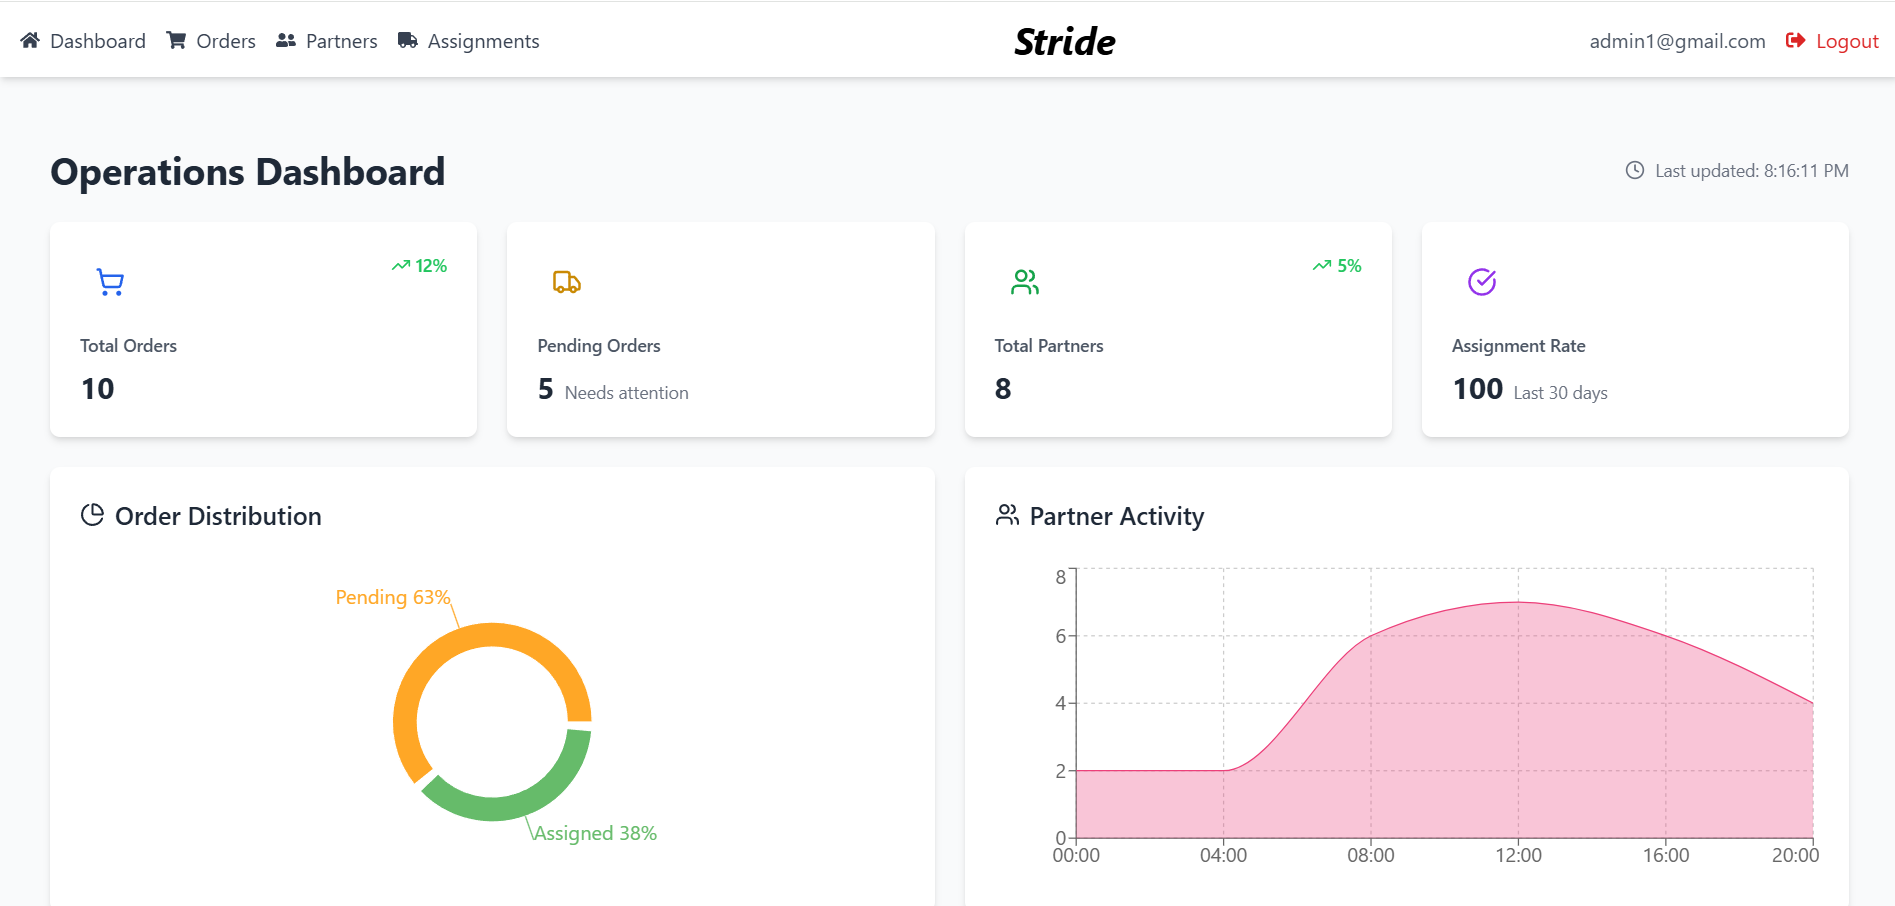 Dashboard Orders Partners Assignments Stride admin1@gmail.com Logout
Operations Dashboard
Last updated: 8:16:11 PM
12%
Total Orders
10
Pending Orders
5 Needs attention
5%
Total Partners
8
Assignment Rate
100 Last 30 days
Order Distribution
Pending 63%
Assigned 38%
Partner Activity
8
6
4
2
0
00:00 04:00 08:00 12:00 16:00 20:00